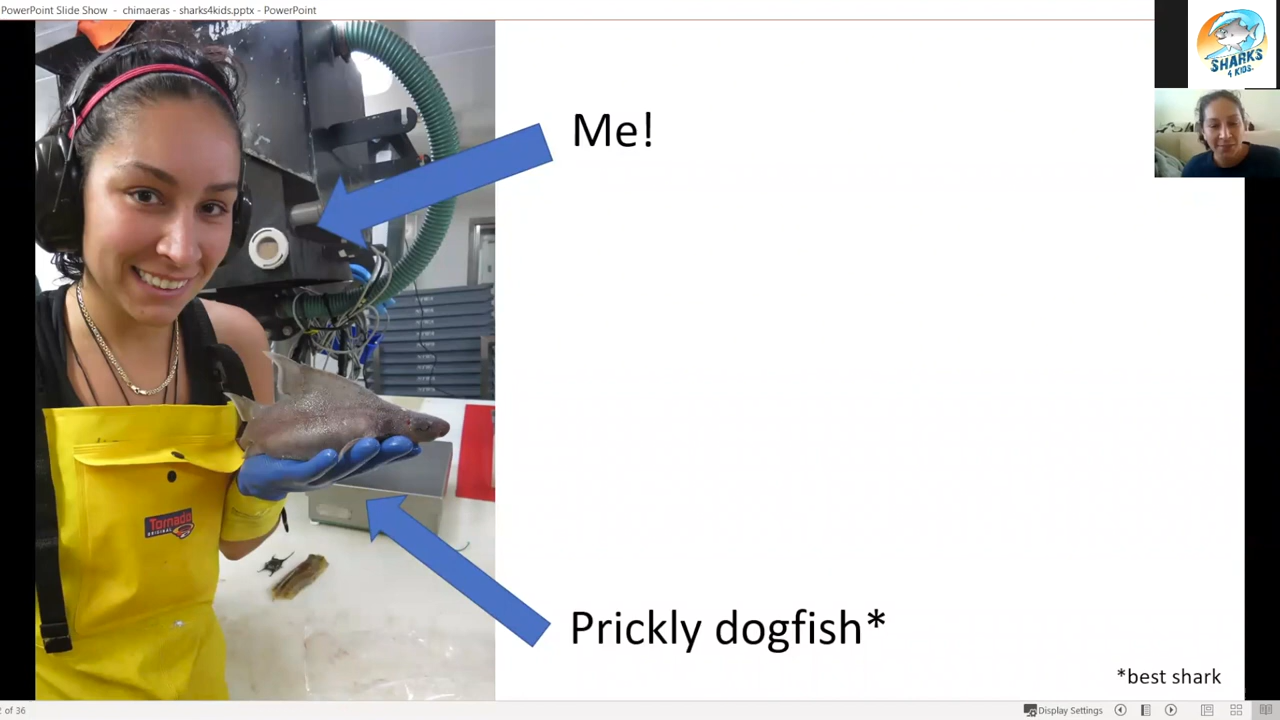 PowerPoint Slide Show - chimaeras - sharks4kids.pptx - PowerPoint
SHARKS
4 KIDS
Me!
Tornado
Prickly dogfish*
*best shark
of 36
Display Settings